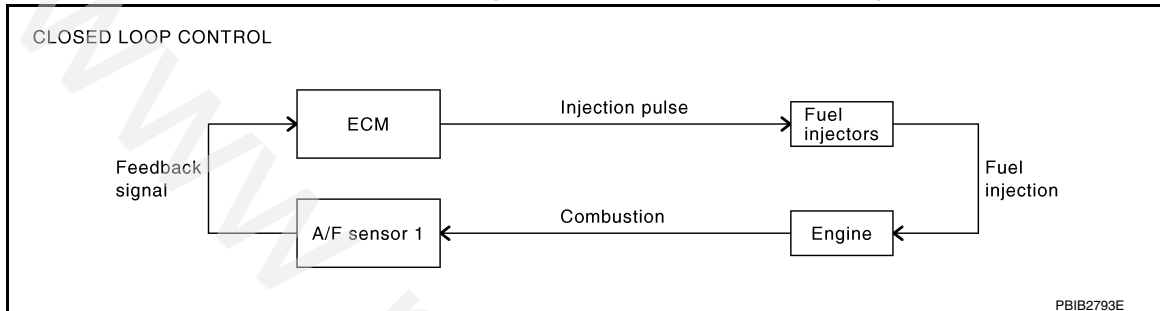 CLOSED LOOP CONTROL
ECM
Injection pulse
Fuel
injectors
Feedback
signal
Fuel
injection
A/F sensor 1
Combustion
Engine
PBIB2793E